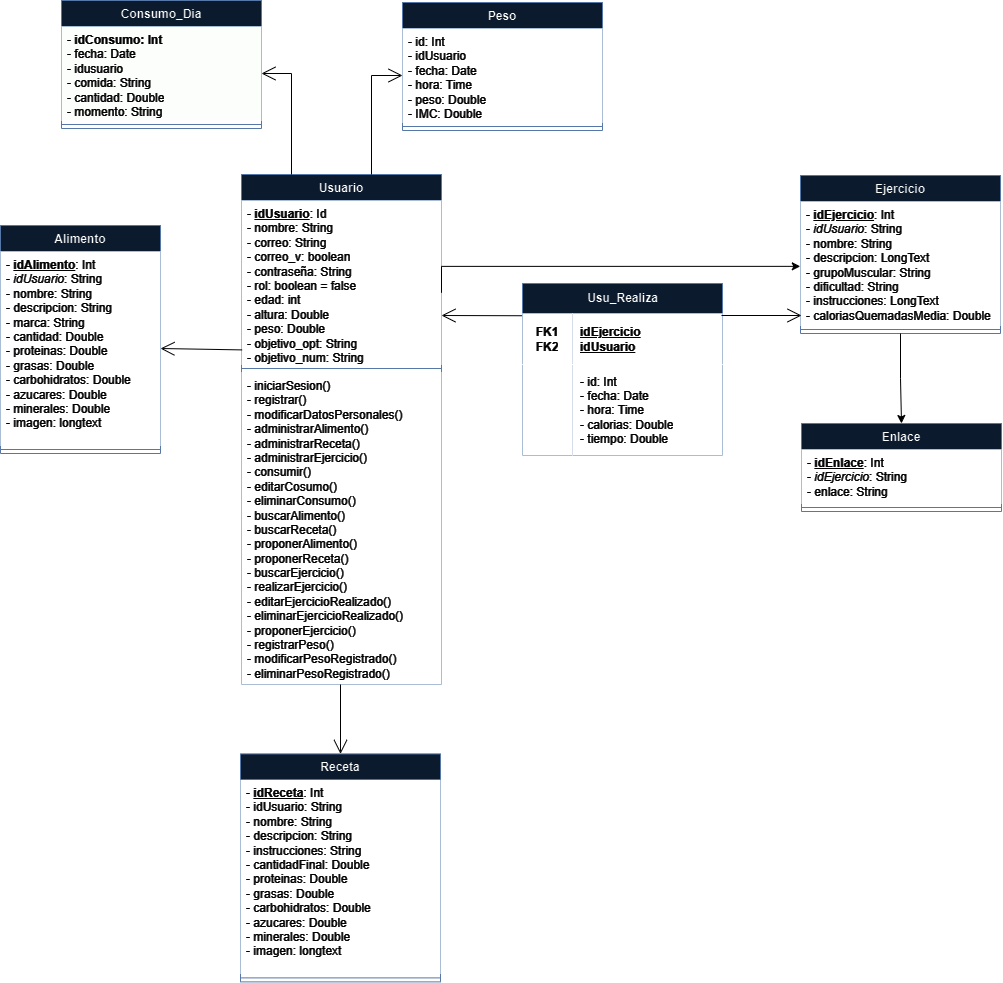 Consumo_Dia
- idConsumo: Int
- fecha: Date
- idusuario
- comida: String
- cantidad: Double
- momento: String
Peso
- id: Int
- idUsuario
- fecha: Date
- hora: Time
- peso: Double
- IMC: Double
Usuario
- idUsuario: Id
- nombre: String
- correo: String
- correo_v: boolean
- contraseña: String
- rol: boolean = false
- edad: int
- altura: Double
- peso: Double
- objetivo_opt: String
- objetivo_num: String
- iniciarSesion()
- registrar()
- modificarDatosPersonales()
- administrarAlimento()
- administrarReceta()
- administrarEjercicio()
- consumir()
- editarCosumo()
- eliminarConsumo()
- buscarAlimento()
- buscarReceta()
- proponerAlimento()
- proponerReceta()
- buscarEjercicio()
- realizarEjercicio()
- editarEjercicioRealizado()
- eliminarEjercicioRealizado()
- proponerEjercicio()
- registrarPeso()
- modificarPesoRegistrado()
- eliminarPesoRegistrado()
Ejercicio
- idEjercicio: Int
- idUsuario: String
- nombre: String
- descripcion: LongText
- grupoMuscular: String
- dificultad: String
- instrucciones: LongText
- caloriasQuemadasMedia: Double
Alimento
- idAlimento: Int
- idUsuario: String
- nombre: String
- descripcion: String
- marca: String
- cantidad: Double
- proteinas: Double
- grasas: Double
- carbohidratos: Double
- azucares: Double
- minerales: Double
- imagen: longtext
Usu_Realiza
FK1 idEjercicio
FK2 idUsuario
- id: Int
- fecha: Date
- hora: Time
- calorias: Double
- tiempo: Double
Enlace
- idEnlace: Int
- idEjercicio: String
- enlace: String
Receta
- idReceta: Int
- idUsuario: String
- nombre: String
- descripcion: String
- instrucciones: String
- cantidadFinal: Double
- proteinas: Double
- grasas: Double
- carbohidratos: Double
- azucares: Double
- minerales: Double
- imagen: longtext